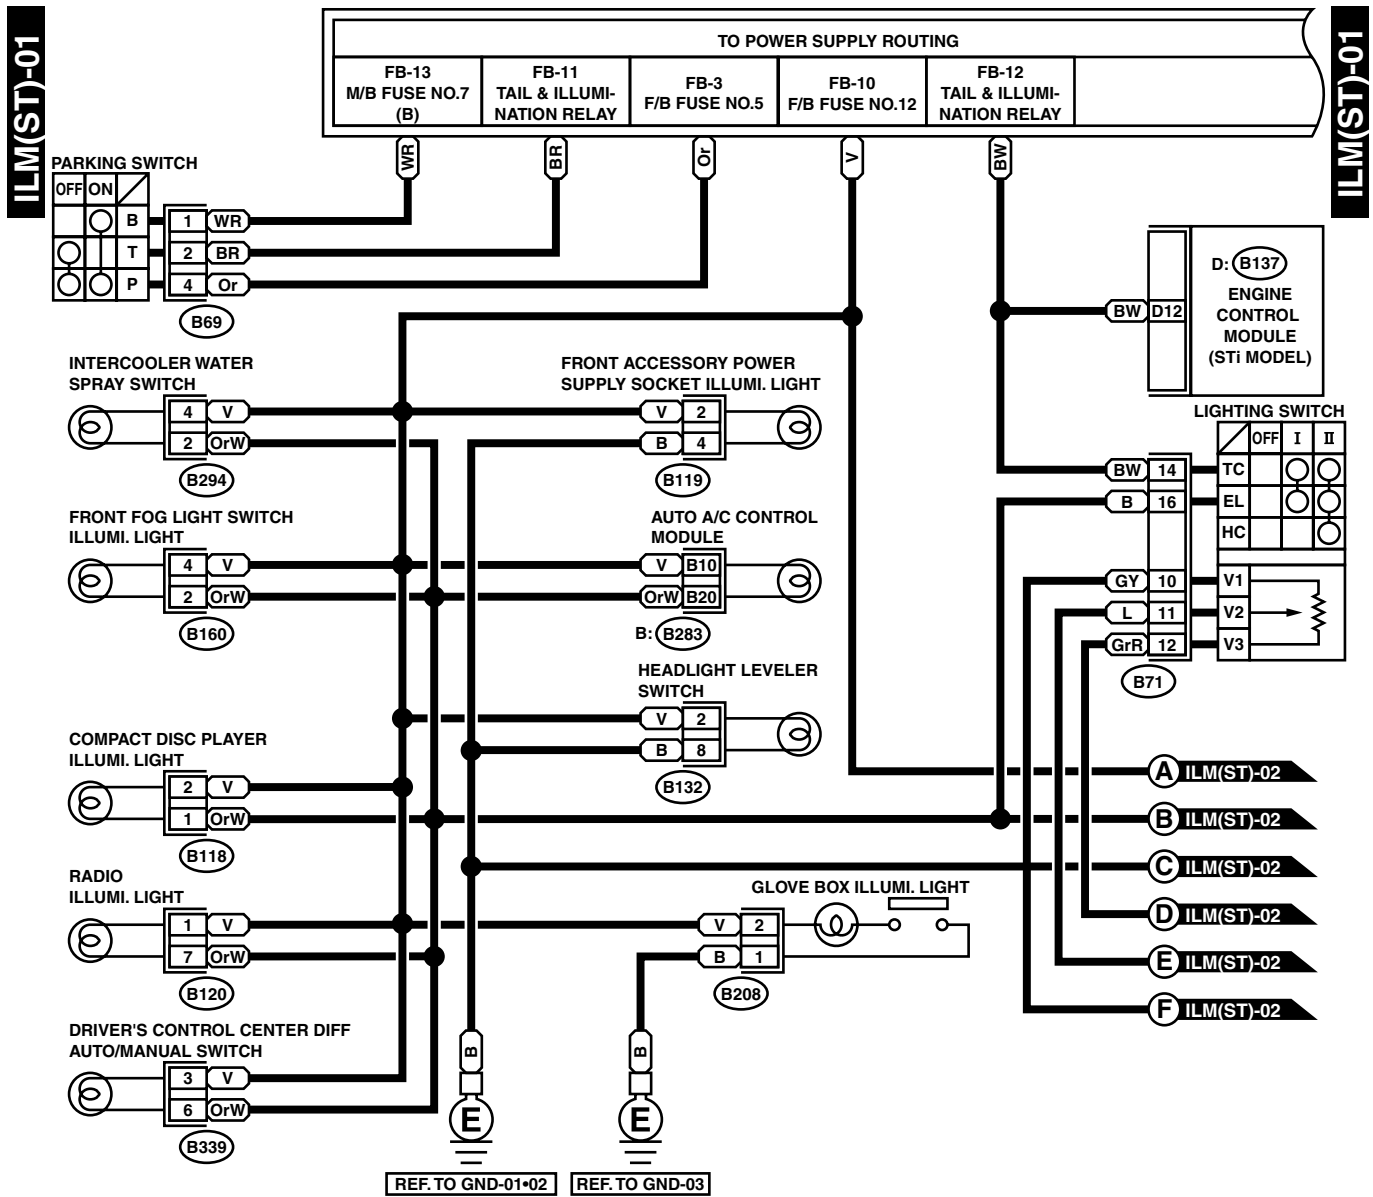 ILM(ST)-01
ILM(ST)-01
TO POWER SUPPLY ROUTING
FB-13
M/B FUSE NO.7
(B)
FB-11
TAIL & ILLUMI-
NATION RELAY
FB-3
F/B FUSE NO.5
FB-10
F/B FUSE NO.12
FB-12
TAIL & ILLUMI-
NATION RELAY
WR
BR
Or
V
BW
PARKING SWITCH
OFF ON
B 1 WR
T 2 BR
P 4 Or
B69
D: B137
ENGINE
CONTROL
MODULE
(STi MODEL)
BW D12
INTERCOOLER WATER
SPRAY SWITCH
4 V
2 OrW
B294
FRONT ACCESSORY POWER
SUPPLY SOCKET ILLUMI. LIGHT
V 2
B 4
B119
LIGHTING SWITCH
OFF I II
BW 14 TC
B 16 EL
HC
GY 10 V1
L 11 V2
GrR 12 V3
B71
FRONT FOG LIGHT SWITCH
ILLUMI. LIGHT
4 V
2 OrW
B160
AUTO A/C CONTROL
MODULE
V B10
OrW B20
B: B283
HEADLIGHT LEVELER
SWITCH
V 2
B 8
B132
COMPACT DISC PLAYER
ILLUMI. LIGHT
2 V
1 OrW
B118
A ILM(ST)-02
B ILM(ST)-02
C ILM(ST)-02
D ILM(ST)-02
E ILM(ST)-02
F ILM(ST)-02
RADIO
ILLUMI. LIGHT
1 V
7 OrW
B120
GLOVE BOX ILLUMI. LIGHT
V 2
B 1
B208
DRIVER'S CONTROL CENTER DIFF
AUTO/MANUAL SWITCH
3 V
6 OrW
B339
B
E
REF. TO GND-01•02
B
E
REF. TO GND-03